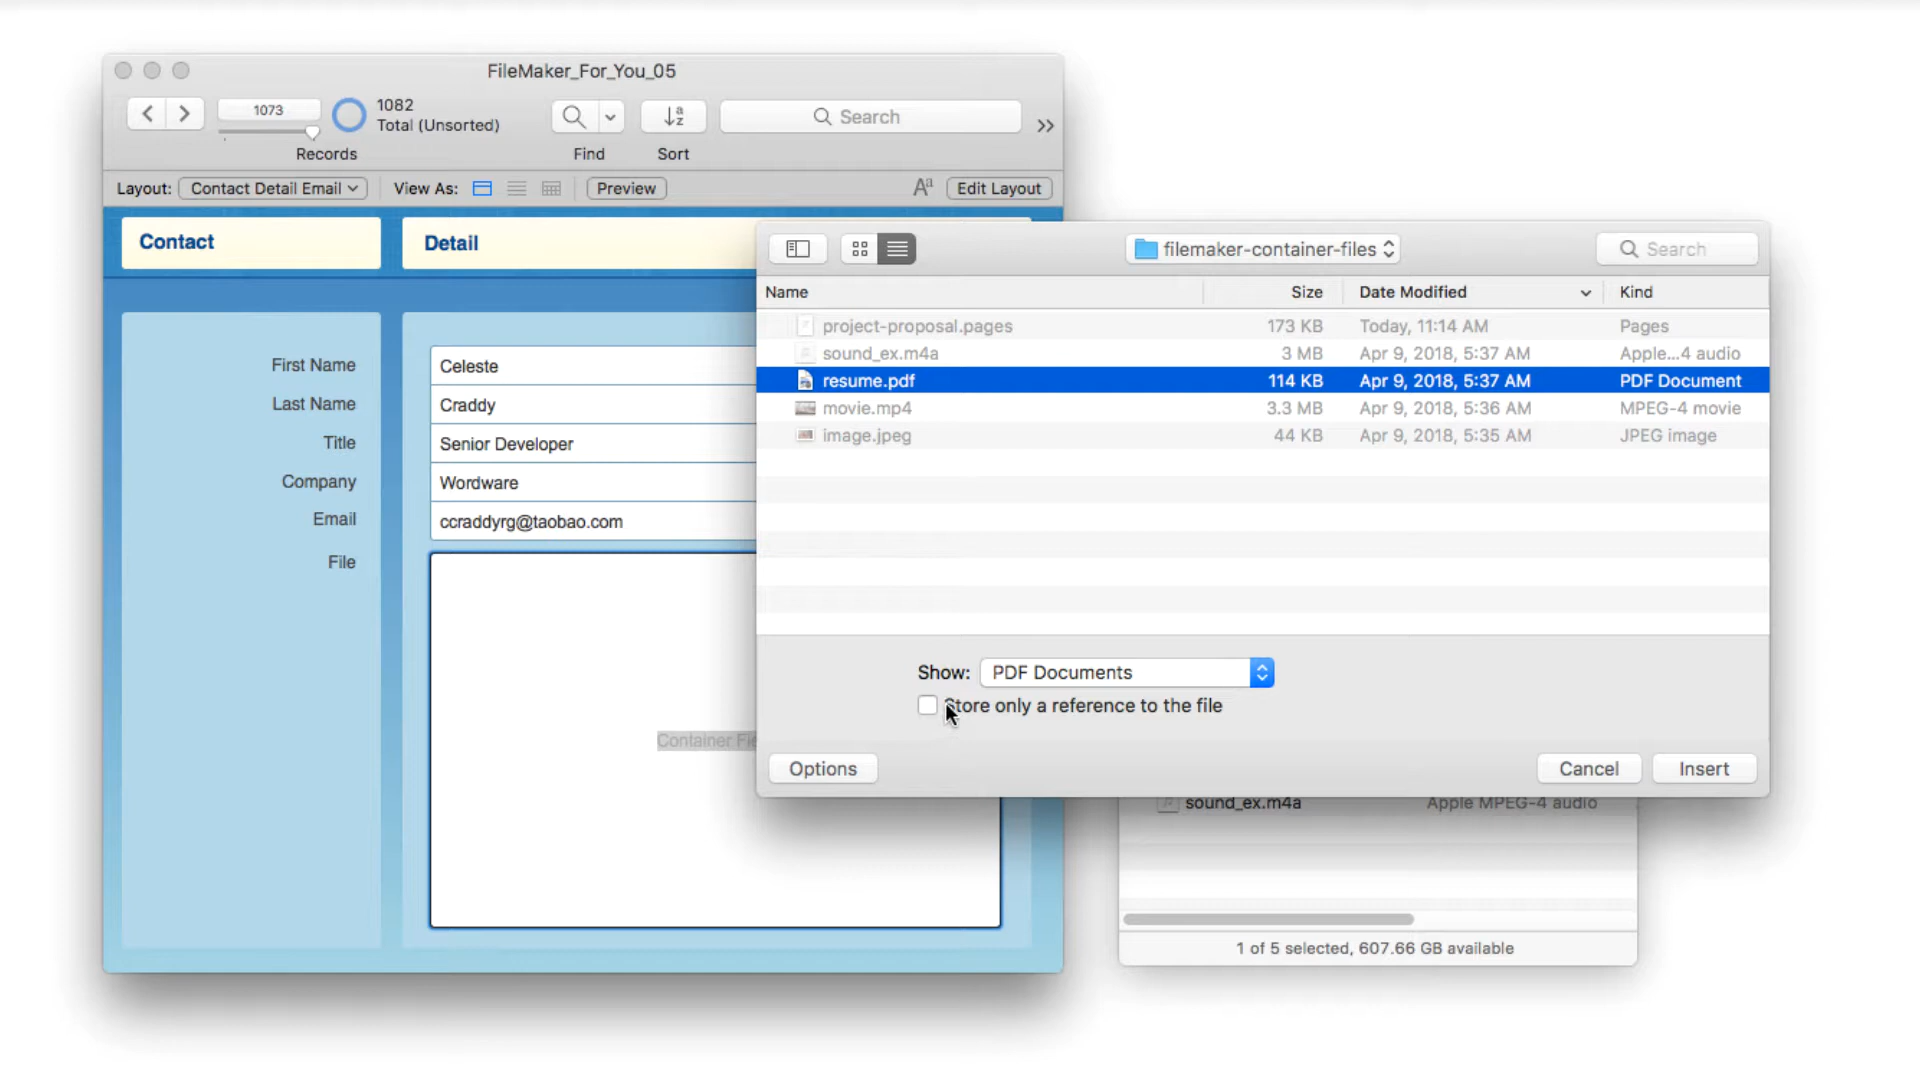 FileMaker_For_You_05
1073
1082
Total (Unsorted)
Search
Records
Find
Sort
Layout: Contact Detail Email
View As:
Preview
Aa
Edit Layout
Contact
Detail
First Name
Celeste
Last Name
Craddy
Title
Senior Developer
Company
Wordware
Email
ccraddyrg@taobao.com
File
Container Fie
filemaker-container-files
Search
Name Size Date Modified Kind
project-proposal.pages 173 KB Today, 11:14 AM Pages
sound_ex.m4a 3 MB Apr 9, 2018, 5:37 AM Apple...4 audio
resume.pdf 114 KB Apr 9, 2018, 5:37 AM PDF Document
movie.mp4 3.3 MB Apr 9, 2018, 5:36 AM MPEG-4 movie
image.jpeg 44 KB Apr 9, 2018, 5:35 AM JPEG image
Show: PDF Documents
Store only a reference to the file
Options
Cancel
Insert
sound_ex.m4a Apple MPEG-4 audio
1 of 5 selected, 607.66 GB available